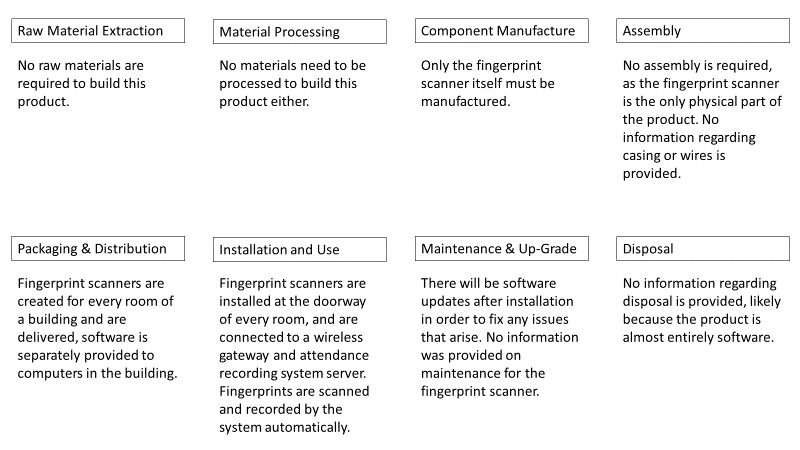 Raw Material Extraction
No raw materials are
required to build this
product.
Material Processing
No materials need to be
processed to build this
product either.
Component Manufacture
Only the fingerprint
scanner itself must be
manufactured.
Assembly
No assembly is required,
as the fingerprint scanner
is the only physical part of
the product. No
information regarding
casing or wires is
provided.
Packaging & Distribution
Fingerprint scanners are
created for every room of
a building and are
delivered, software is
separately provided to
computers in the building.
Installation and Use
Fingerprint scanners are
installed at the doorway
of every room, and are
connected to a wireless
gateway and attendance
recording system server.
Fingerprints are scanned
and recorded by the
system automatically.
Maintenance & Up-Grade
There will be software
updates after installation
in order to fix any issues
that arise. No information
was provided on
maintenance for the
fingerprint scanner.
Disposal
No information regarding
disposal is provided, likely
because the product is
almost entirely software.